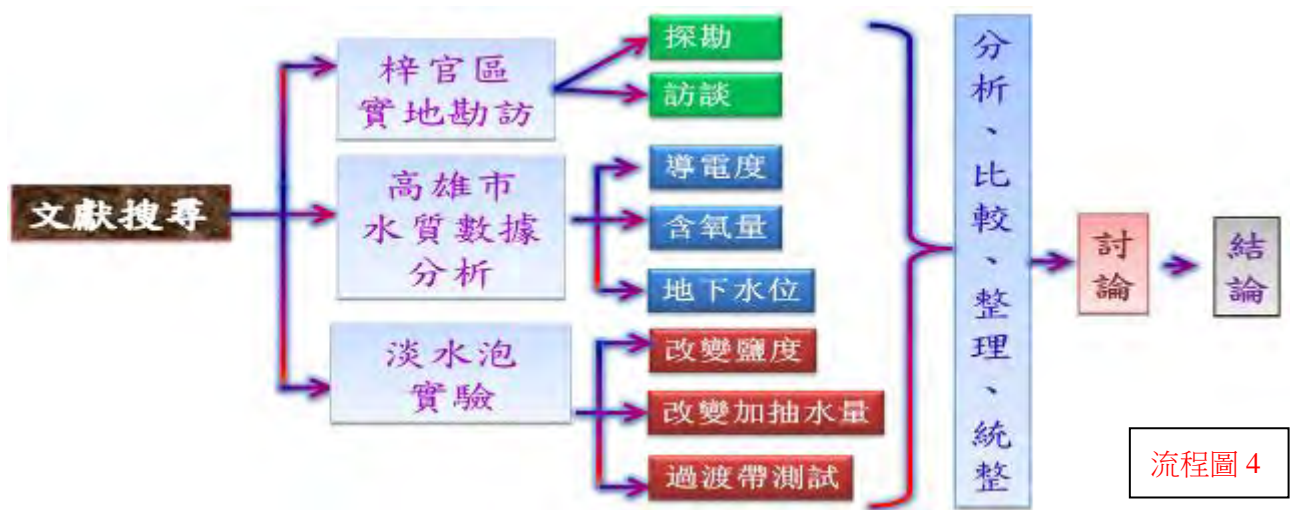 文獻搜尋
梓官區
實地勘訪
探勘
訪談
高雄市
水質數據
分析
導電度
含氧量
地下水位
淡水泡
實驗
改變鹽度
改變加抽水量
過渡帶測試
分析、比較、整理、統整
討論
結論
流程圖 4